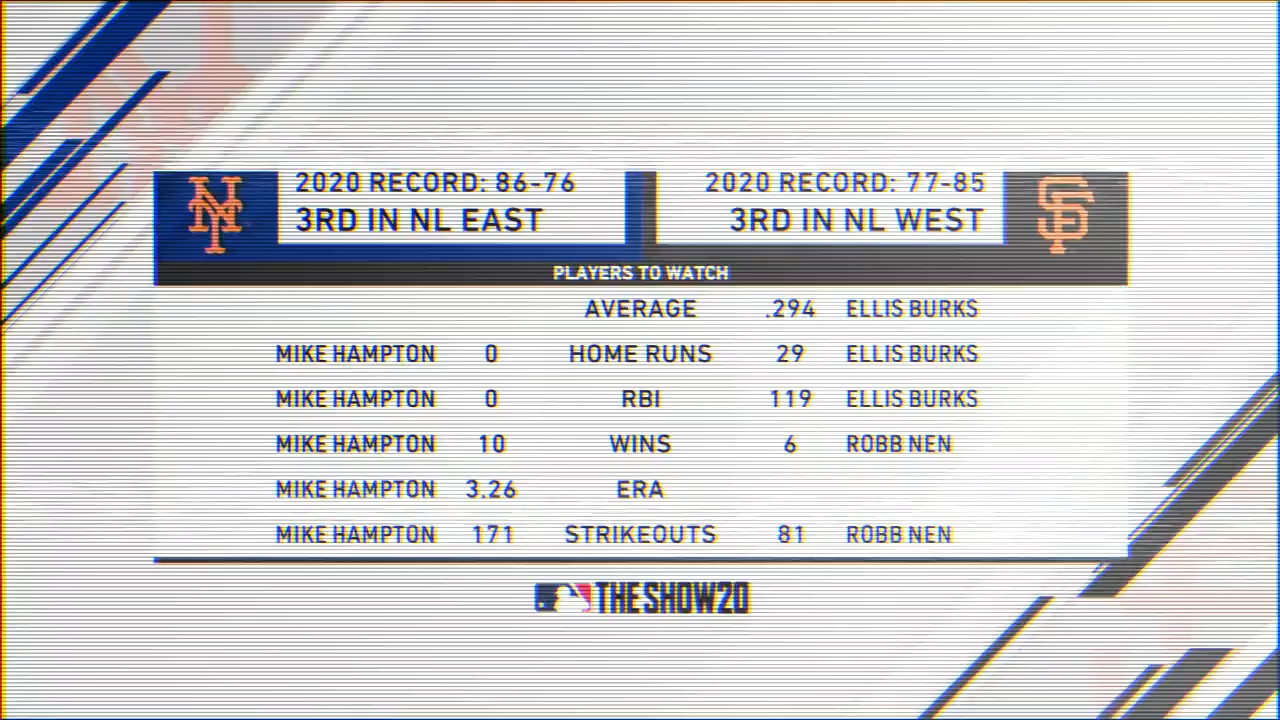 2020 RECORD: 86-76
3RD IN NL EAST
2020 RECORD: 77-85
3RD IN NL WEST
PLAYERS TO WATCH
AVERAGE .294 ELLIS BURKS
MIKE HAMPTON 0 HOME RUNS 29 ELLIS BURKS
MIKE HAMPTON 0 RBI 119 ELLIS BURKS
MIKE HAMPTON 10 WINS 6 ROBB NEN
MIKE HAMPTON 3.26 ERA
MIKE HAMPTON 171 STRIKEOUTS 81 ROBB NEN
THE SHOW 20